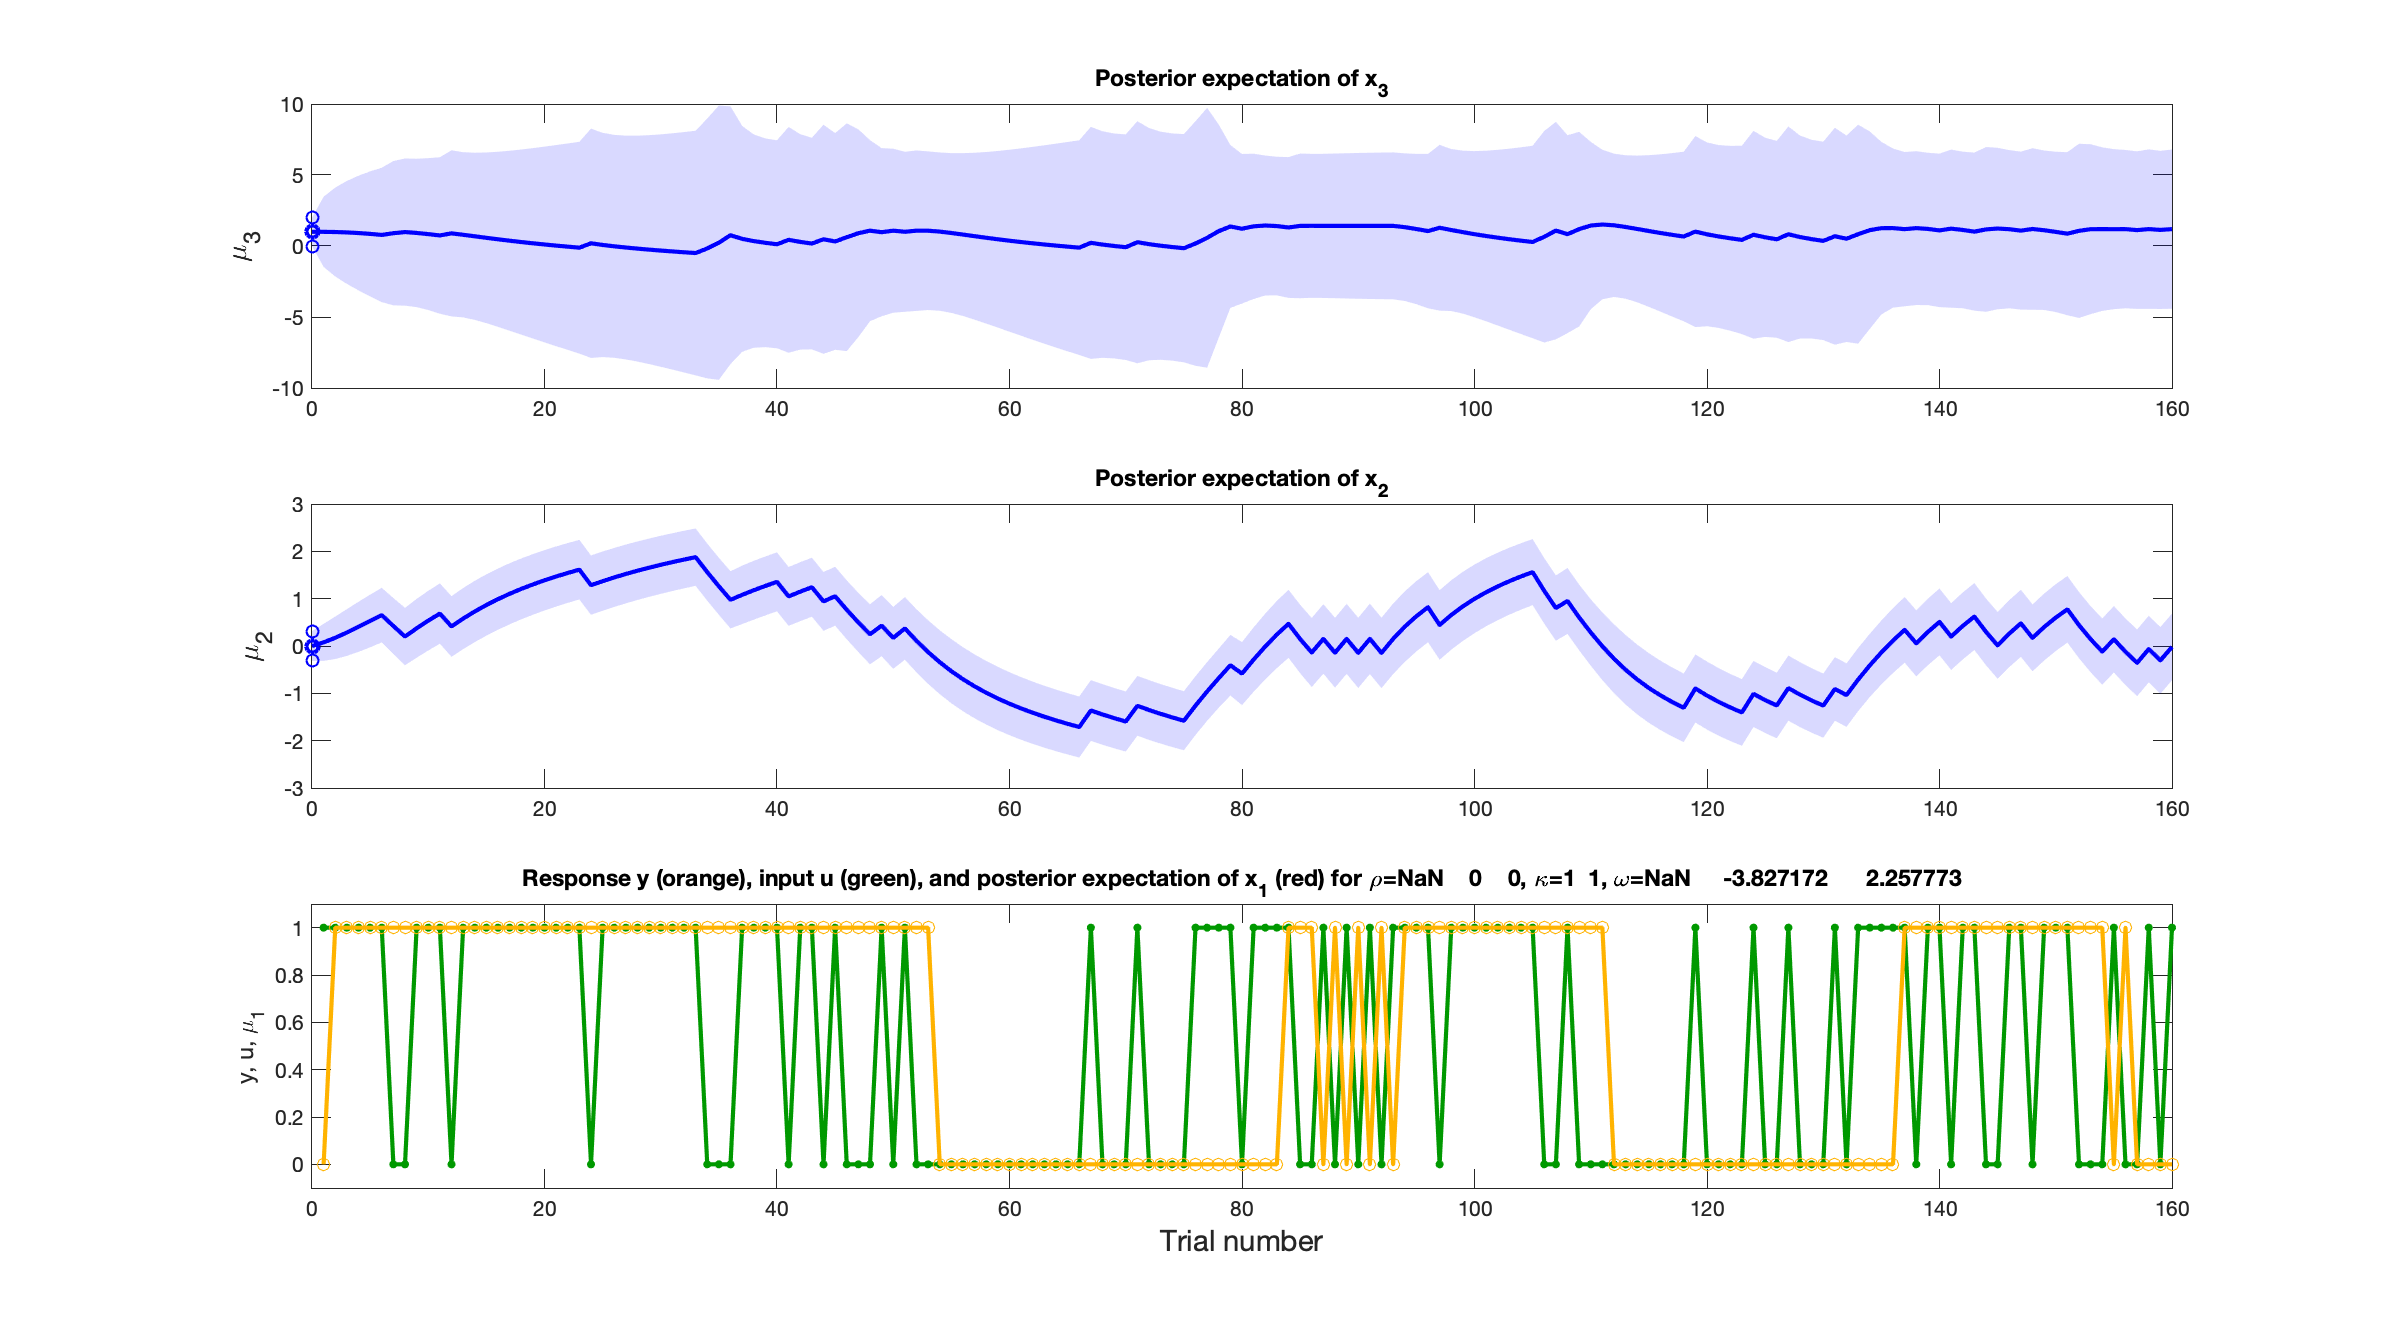 Posterior expectation of x3
10
5
0
-5
-10
μ3
0 20 40 60 80 100 120 140 160
Posterior expectation of x2
3
2
1
0
-1
-2
-3
μ2
0 20 40 60 80 100 120 140 160
Response y (orange), input u (green), and posterior expectation of x1 (red) for ρ=NaN 0 0, κ=1 1, ω=NaN -3.827172 2.257773
1
0.8
0.6
0.4
0.2
0
y, u, μ1
0 20 40 60 80 100 120 140 160
Trial number